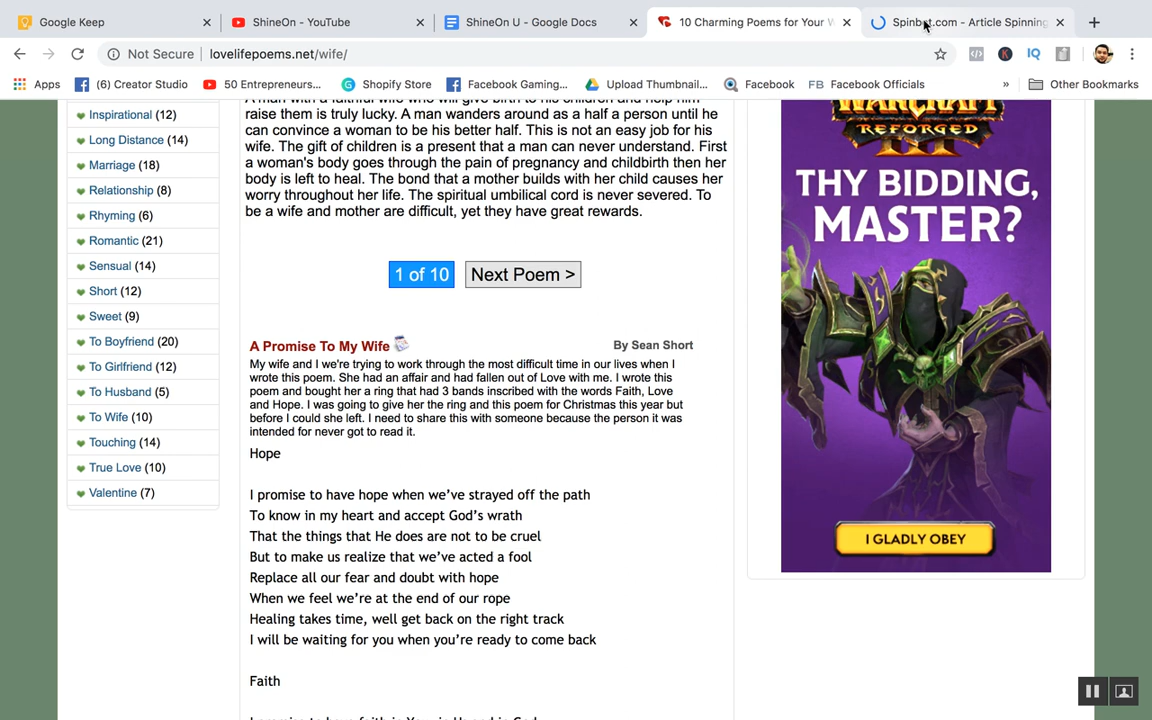 Google Keep
ShineOn - YouTube
ShineOn U - Google Docs
10 Charming Poems for Your W
Spinbot.com - Article Spinning
Not Secure
lovelifepoems.net/wife/
Apps
(6) Creator Studio
50 Entrepreneurs...
Shopify Store
Facebook Gaming...
Upload Thumbnail...
Facebook
FB Facebook Officials
»
Other Bookmarks
Inspirational (12)
Long Distance (14)
Marriage (18)
Relationship (8)
Rhyming (6)
Romantic (21)
Sensual (14)
Short (12)
Sweet (9)
To Boyfriend (20)
To Girlfriend (12)
To Husband (5)
To Wife (10)
Touching (14)
True Love (10)
Valentine (7)
A man with a faithful wife who will give birth to his children and help him
raise them is truly lucky. A man wanders around as a half a person until he
can convince a woman to be his better half. This is not an easy job for his
wife. The gift of children is a present that a man can never understand. First
a woman's body goes through the pain of pregnancy and childbirth then her
body is left to heal. The bond that a mother builds with her child causes her
worry throughout her life. The spiritual umbilical cord is never severed. To
be a wife and mother are difficult, yet they have great rewards.
1 of 10
Next Poem >
A Promise To My Wife
By Sean Short
My wife and I we're trying to work through the most difficult time in our lives when I
wrote this poem. She had an affair and had fallen out of Love with me. I wrote this
poem and bought her a ring that had 3 bands inscribed with the words Faith, Love
and Hope. I was going to give her the ring and this poem for Christmas this year but
before I could she left. I need to share this with someone because the person it was
intended for never got to read it.
Hope
I promise to have hope when we've strayed off the path
To know in my heart and accept God's wrath
That the things that He does are not to be cruel
But to make us realize that we've acted a fool
Replace all our fear and doubt with hope
When we feel we're at the end of our rope
Healing takes time, well get back on the right track
I will be waiting for you when you're ready to come back
Faith
WARCRAFT
III
REFORGED
THY BIDDING,
MASTER?
I GLADLY OBEY